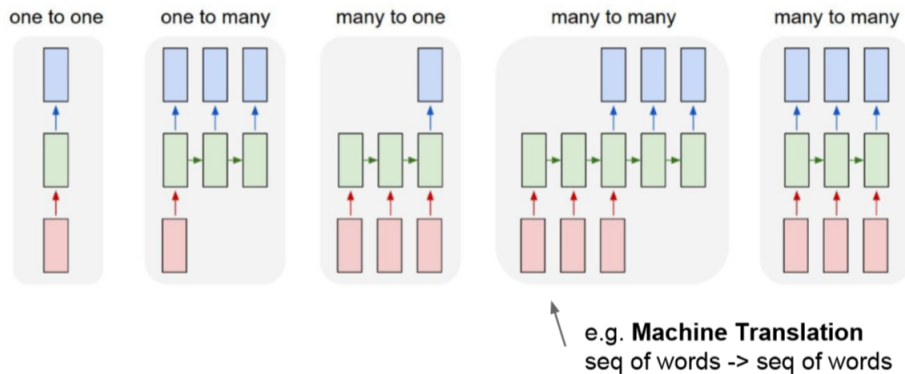 one to one
one to many
many to one
many to many
many to many
e.g. Machine Translation
seq of words -> seq of words